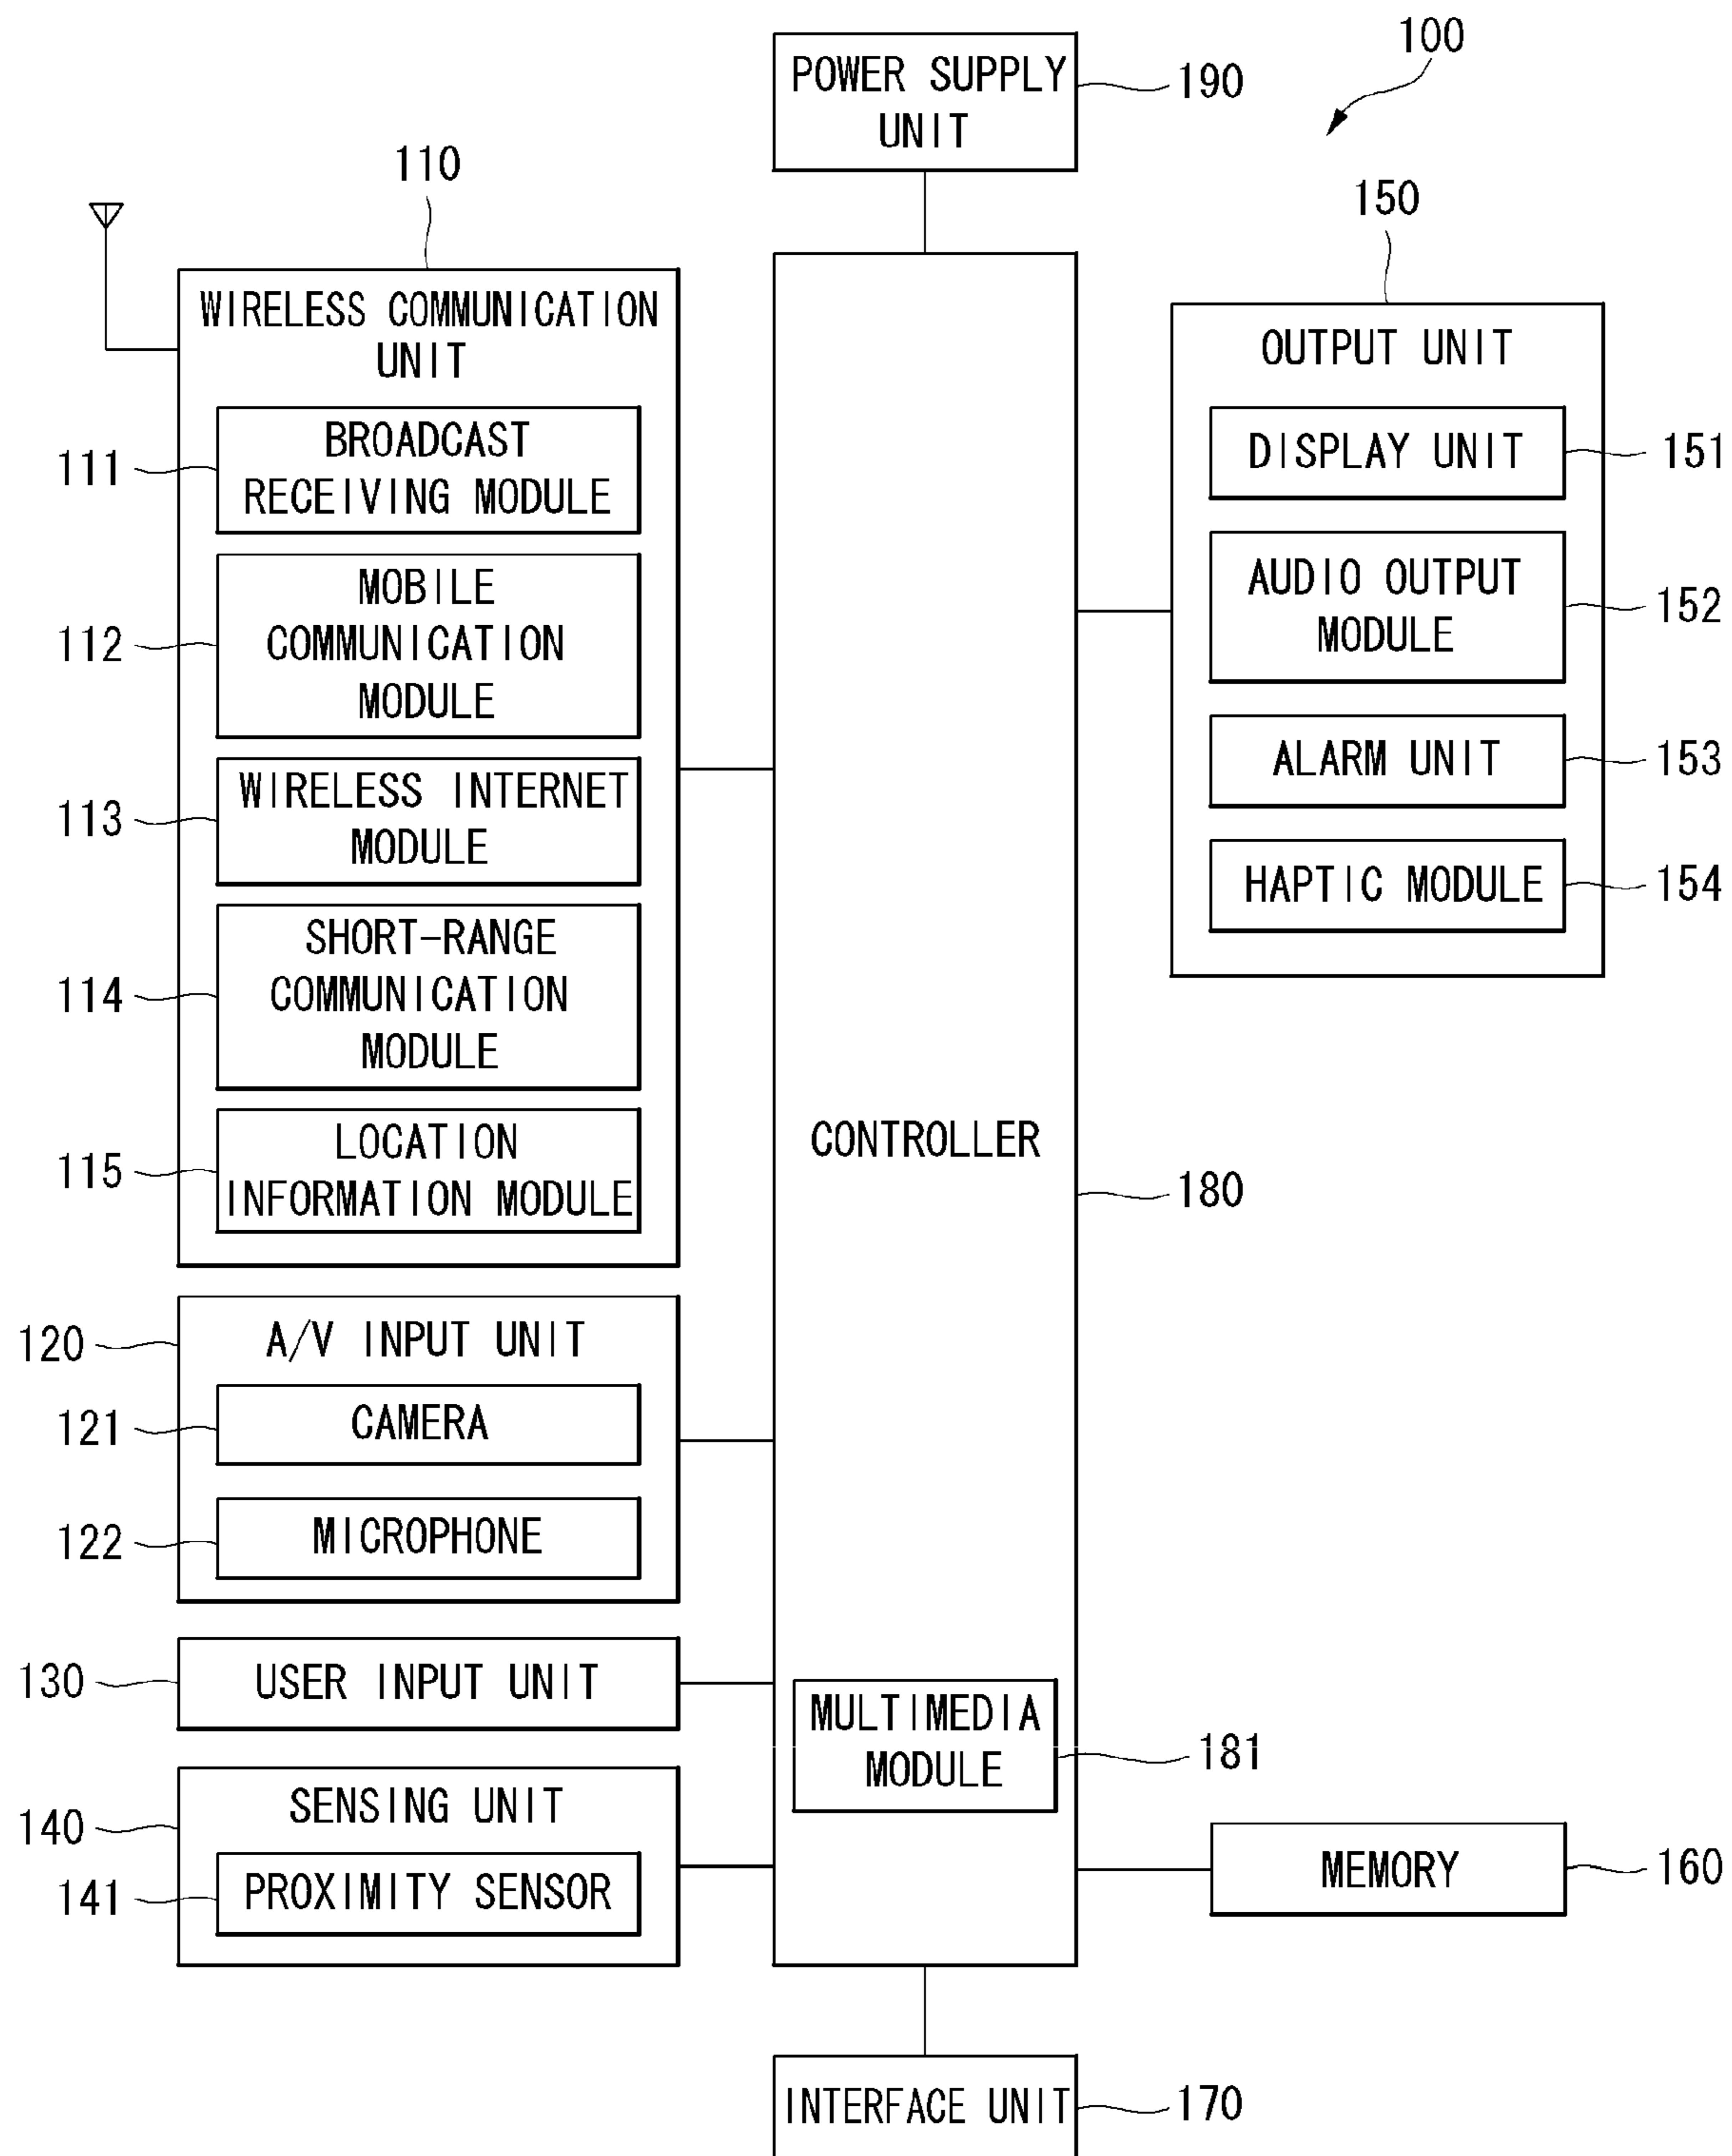 100
POWER SUPPLY
UNIT
190
110
150
WIRELESS COMMUNICATION
UNIT
111
BROADCAST
RECEIVING MODULE
112
MOBILE
COMMUNICATION
MODULE
113
WIRELESS INTERNET
MODULE
114
SHORT-RANGE
COMMUNICATION
MODULE
115
LOCATION
INFORMATION MODULE
120
A/V INPUT UNIT
121
CAMERA
122
MICROPHONE
130
USER INPUT UNIT
140
SENSING UNIT
141
PROXIMITY SENSOR
CONTROLLER
180
MULTIMEDIA
MODULE
181
OUTPUT UNIT
DISPLAY UNIT
151
AUDIO OUTPUT
MODULE
152
ALARM UNIT
153
HAPTIC MODULE
154
MEMORY
160
INTERFACE UNIT
170